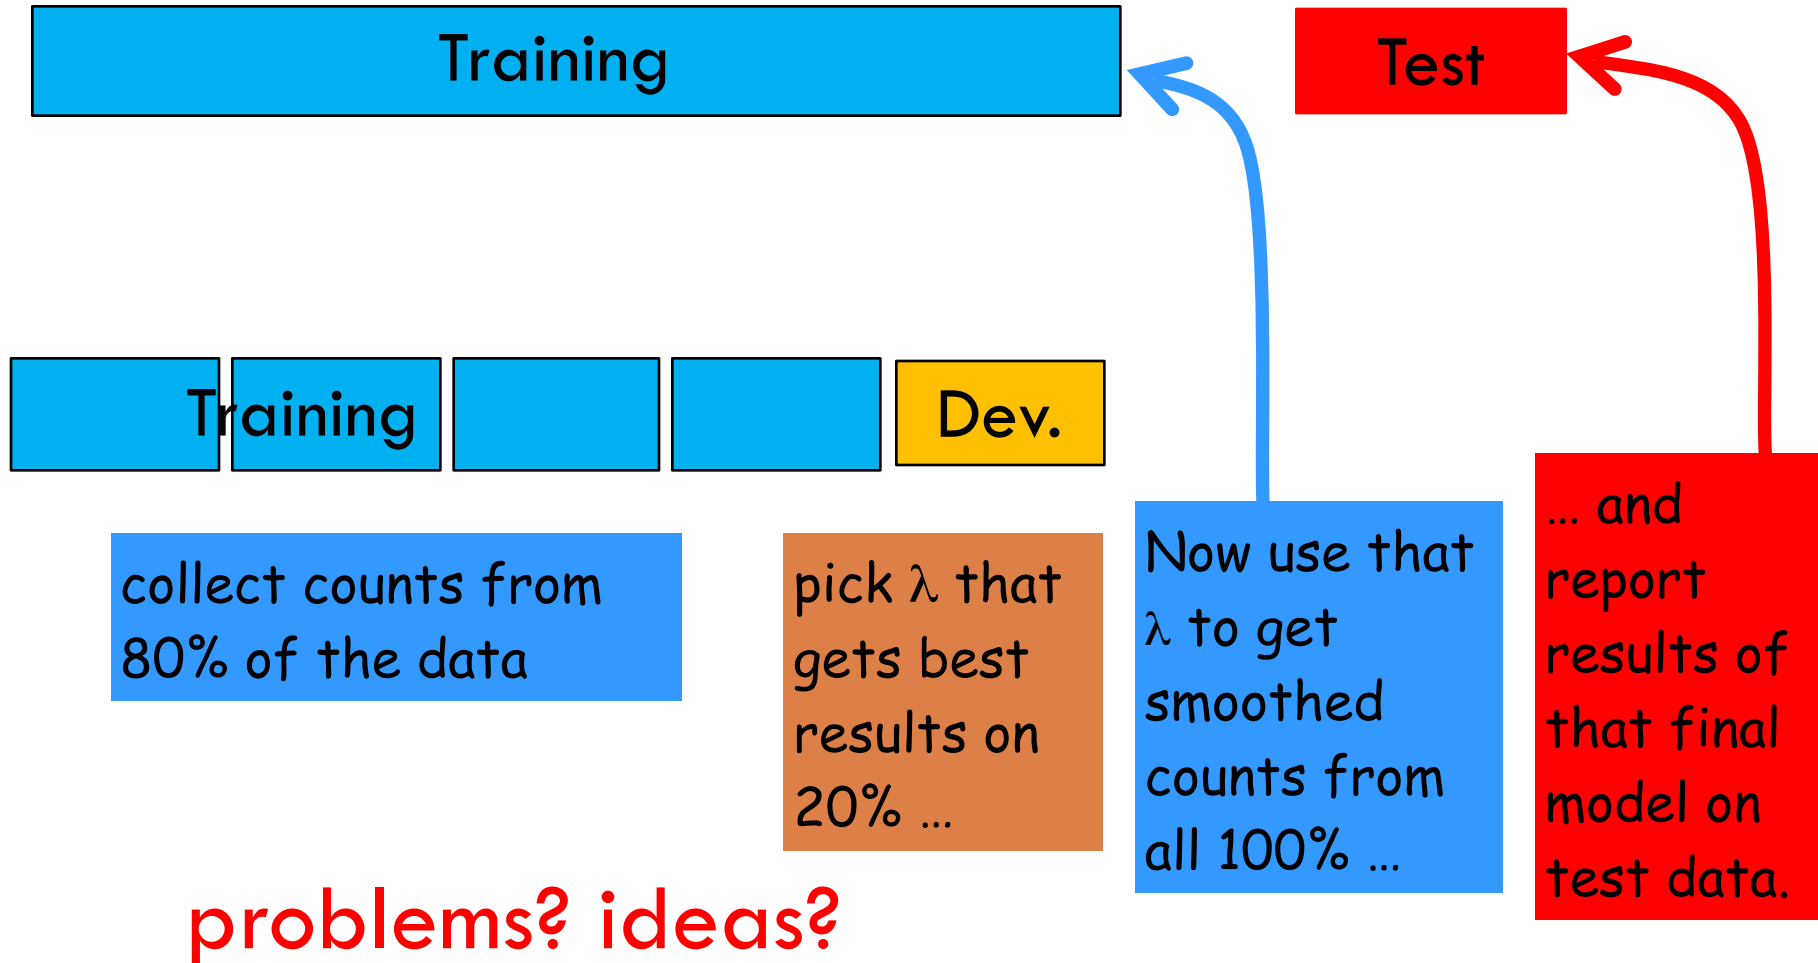 Training
Test
Training
Dev.
collect counts from
80% of the data
pick λ that
gets best
results on
20% …
Now use that
λ to get
smoothed
counts from
all 100% …
… and
report
results of
that final
model on
test data.
problems? ideas?